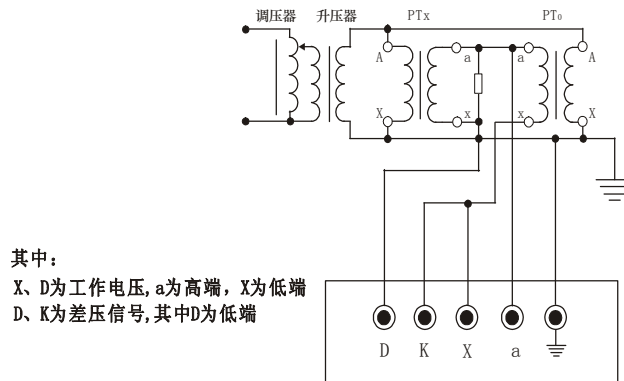 调压器 升压器 PTx PT₀
A a a A
X x x X
其中：
X、D为工作电压,a为高端，X为低端
D、K为差压信号,其中D为低端
D K X a